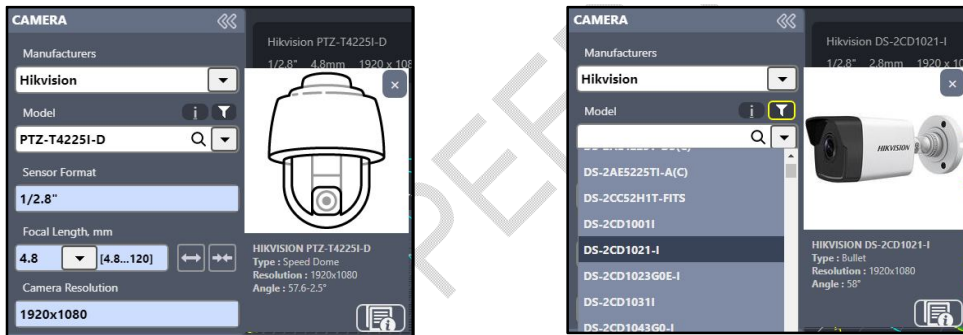 CAMERA
Hikvision PTZ-T4225I-D
1/2.8" 4.8mm 1920 x 108
Manufacturers
Hikvision
Model
PTZ-T4225I-D
Sensor Format
1/2.8"
Focal Length, mm
4.8 [4.8...120]
Camera Resolution
1920x1080
HIKVISION PTZ-T4225I-D
Type : Speed Dome
Resolution : 1920x1080
Angle : 57.6-2.5°
CAMERA
Hikvision DS-2CD1021-I
1/2.8" 2.8mm 1920 x 10
Manufacturers
Hikvision
Model
DS-2AE5225TI-A(C)
DS-2CC52H1T-FITS
DS-2CD1001I
DS-2CD1021-I
DS-2CD1023G0E-I
DS-2CD1031I
DS-2CD1043G0-I
HIKVISION
HIKVISION DS-2CD1021-I
Type : Bullet
Resolution : 1920x1080
Angle : 58°